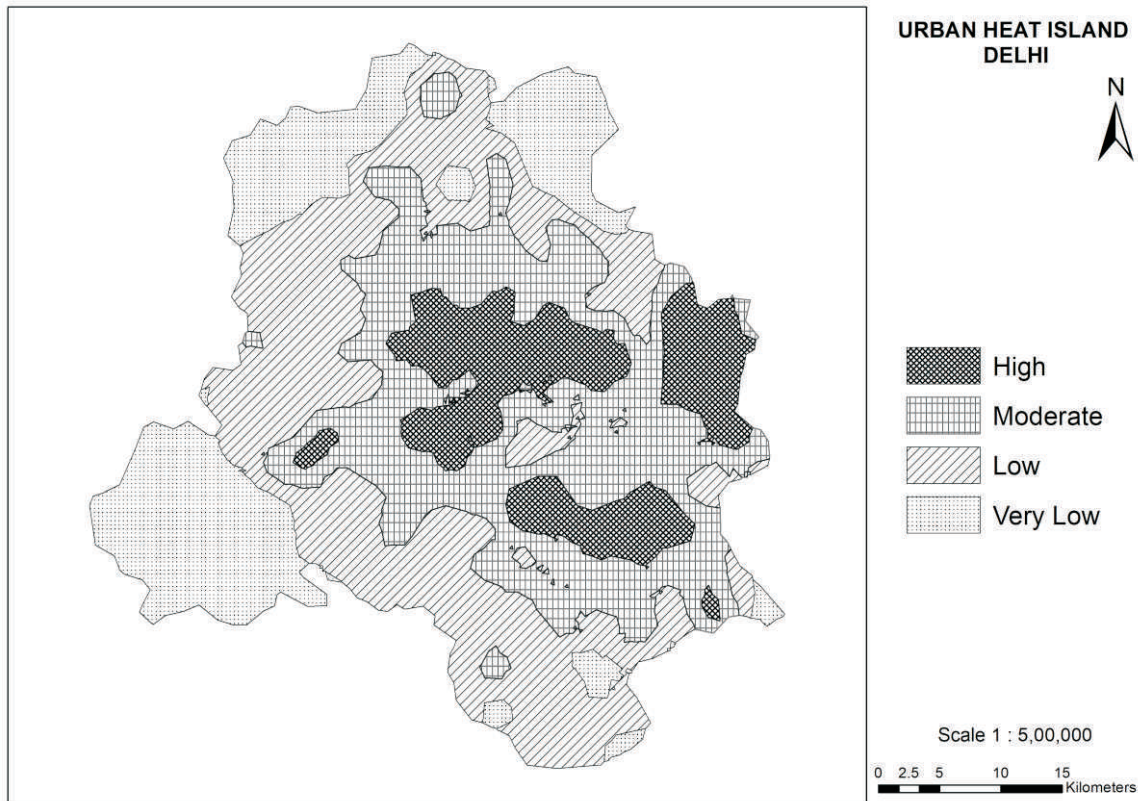 URBAN HEAT ISLAND
DELHI
N
High
Moderate
Low
Very Low
Scale 1 : 5,00,000
0 2.5 5 10 15
Kilometers